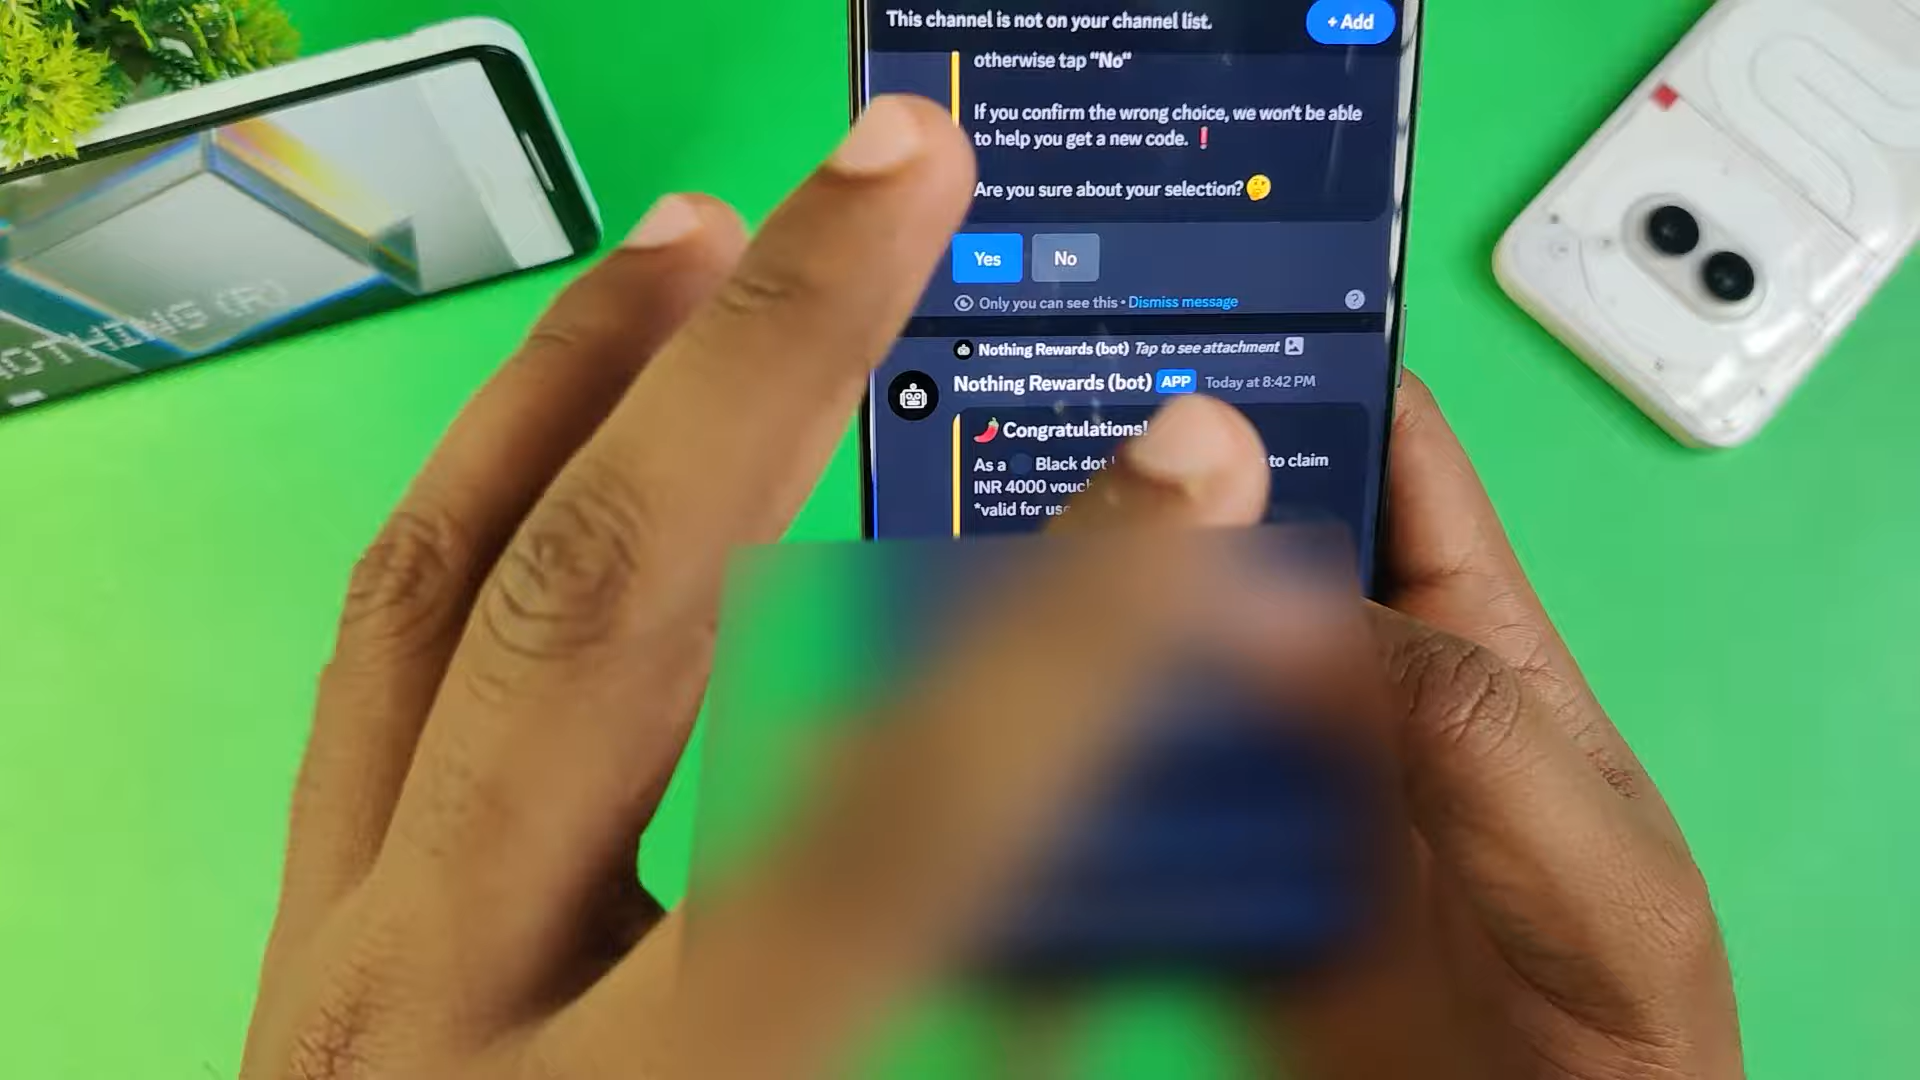 This channel is not on your channel list.
+ Add
otherwise tap "No"
If you confirm the wrong choice, we won't be able
to help you get a new code. ❗
Are you sure about your selection? 🤔
Yes
No
Only you can see this • Dismiss message
Nothing Rewards (bot) Tap to see attachment
Nothing Rewards (bot) APP Today at 8:42 PM
🌶️ Congratulations!
As a Black dot to claim
INR 4000
*valid for
NOTHING (R)